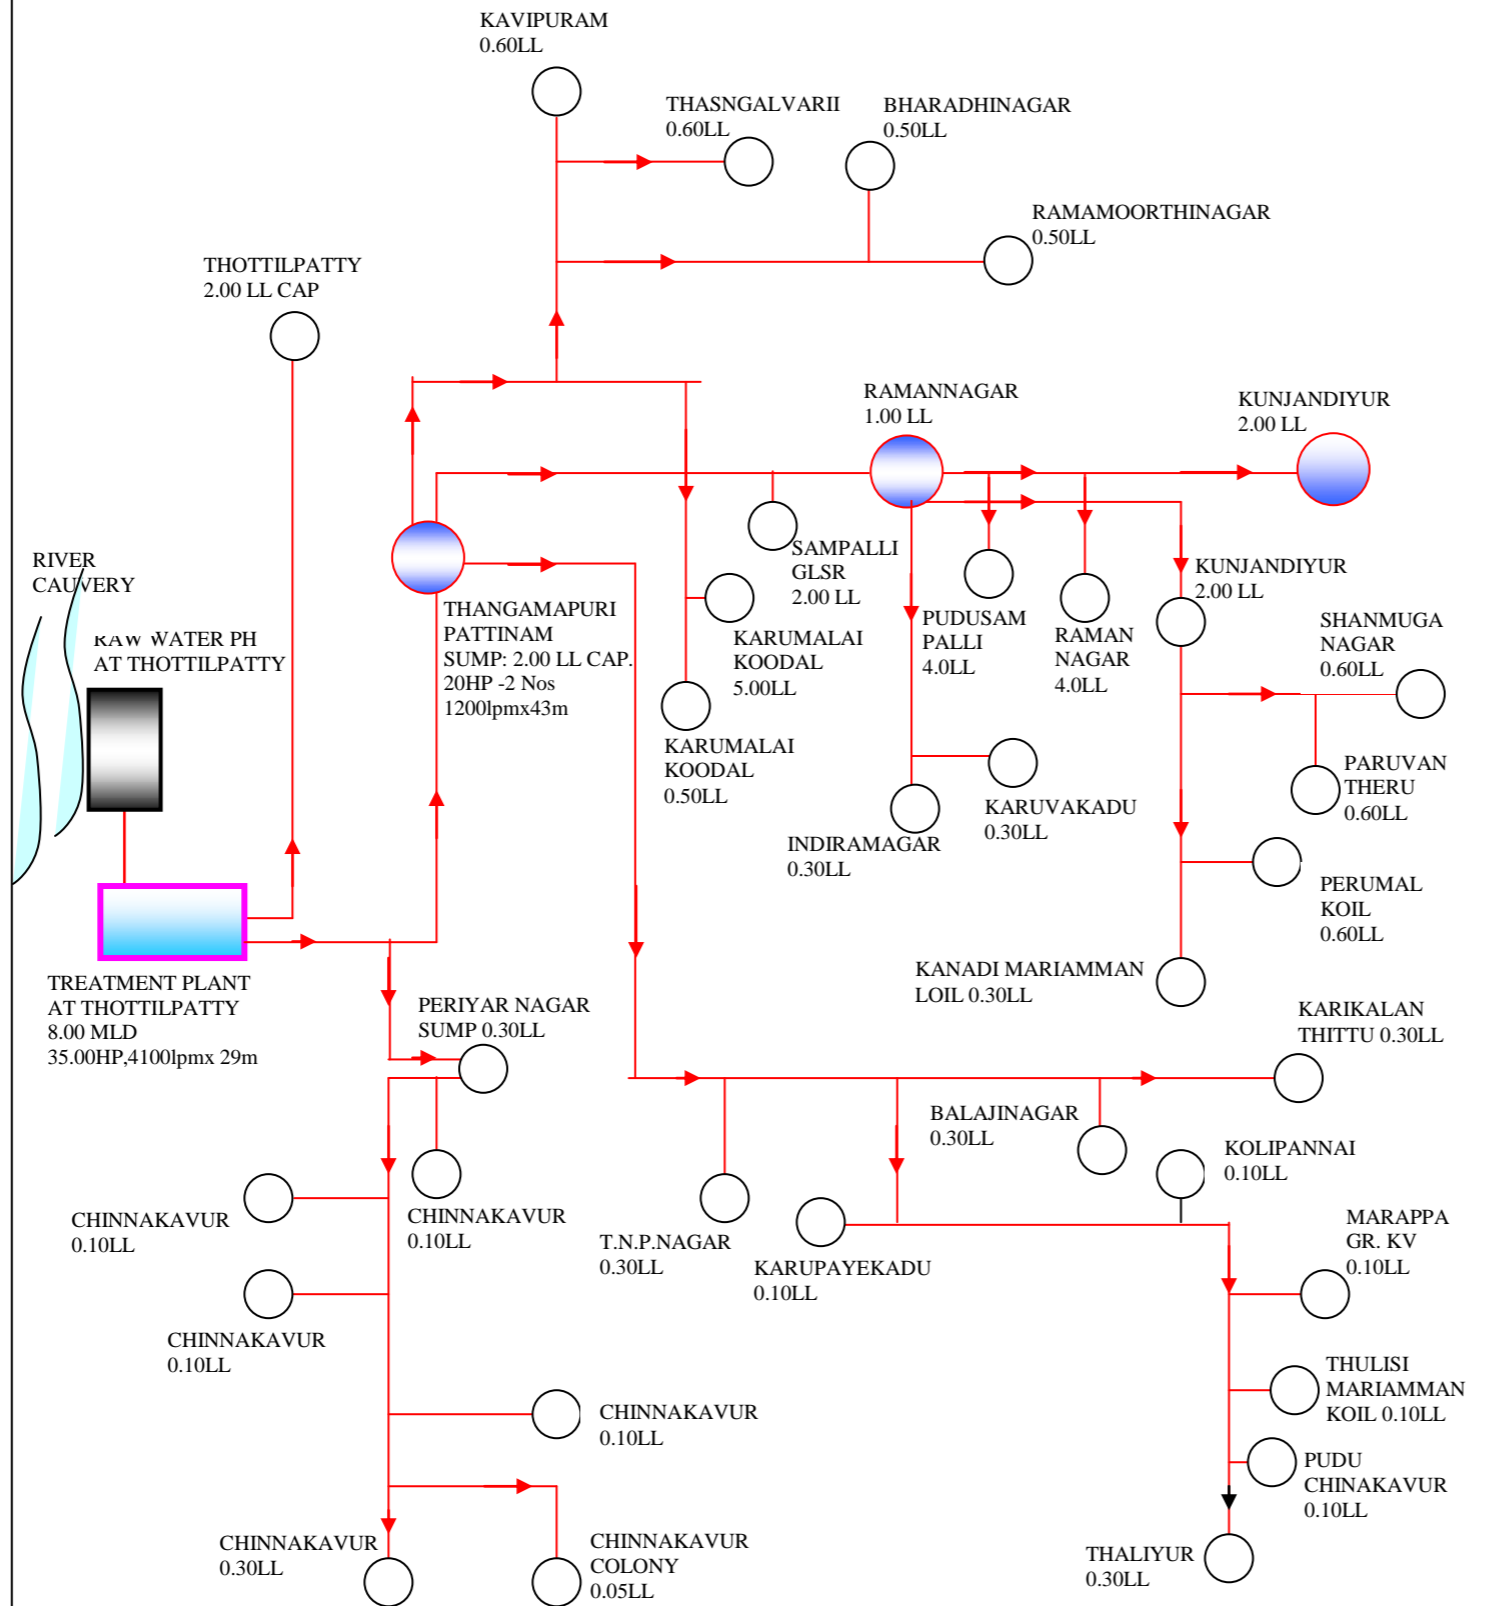 KAVIPURAM
0.60LL
THASNGALVARII
0.60LL
BHARADHINAGAR
0.50LL
RAMAMOORTHINAGAR
0.50LL
THOTTILPATTY
2.00 LL CAP
RAMANNAGAR
1.00 LL
KUNJANDIYUR
2.00 LL
RIVER
CAUVERY
RAW WATER PH
AT THOTTILPATTY
THANGAMAPURI
PATTINAM
SUMP: 2.00 LL CAP.
20HP -2 Nos
1200lpmx43m
SAMPALLI
GLSR
2.00 LL
KARUMALAI
KOODAL
5.00LL
KARUMALAI
KOODAL
0.50LL
PUDUSAM
PALLI
4.0LL
RAMAN
NAGAR
4.0LL
KUNJANDIYUR
2.00 LL
SHANMUGA
NAGAR
0.60LL
PARUVAN
THERU
0.60LL
INDIRAMAGAR
0.30LL
KARUVAKADU
0.30LL
PERUMAL
KOIL
0.60LL
KANADI MARIAMMAN
LOIL 0.30LL
TREATMENT PLANT
AT THOTTILPATTY
8.00 MLD
35.00HP,4100lpmx 29m
PERIYAR NAGAR
SUMP 0.30LL
KARIKALAN
THITTU 0.30LL
BALAJINAGAR
0.30LL
KOLIPANNAI
0.10LL
CHINNAKAVUR
0.10LL
CHINNAKAVUR
0.10LL
T.N.P.NAGAR
0.30LL
KARUPAYEKADU
0.10LL
MARAPPA
GR. KV
0.10LL
CHINNAKAVUR
0.10LL
THULISI
MARIAMMAN
KOIL 0.10LL
CHINNAKAVUR
0.10LL
PUDU
CHINAKAVUR
0.10LL
CHINNAKAVUR
0.30LL
CHINNAKAVUR
COLONY
0.05LL
THALIYUR
0.30LL